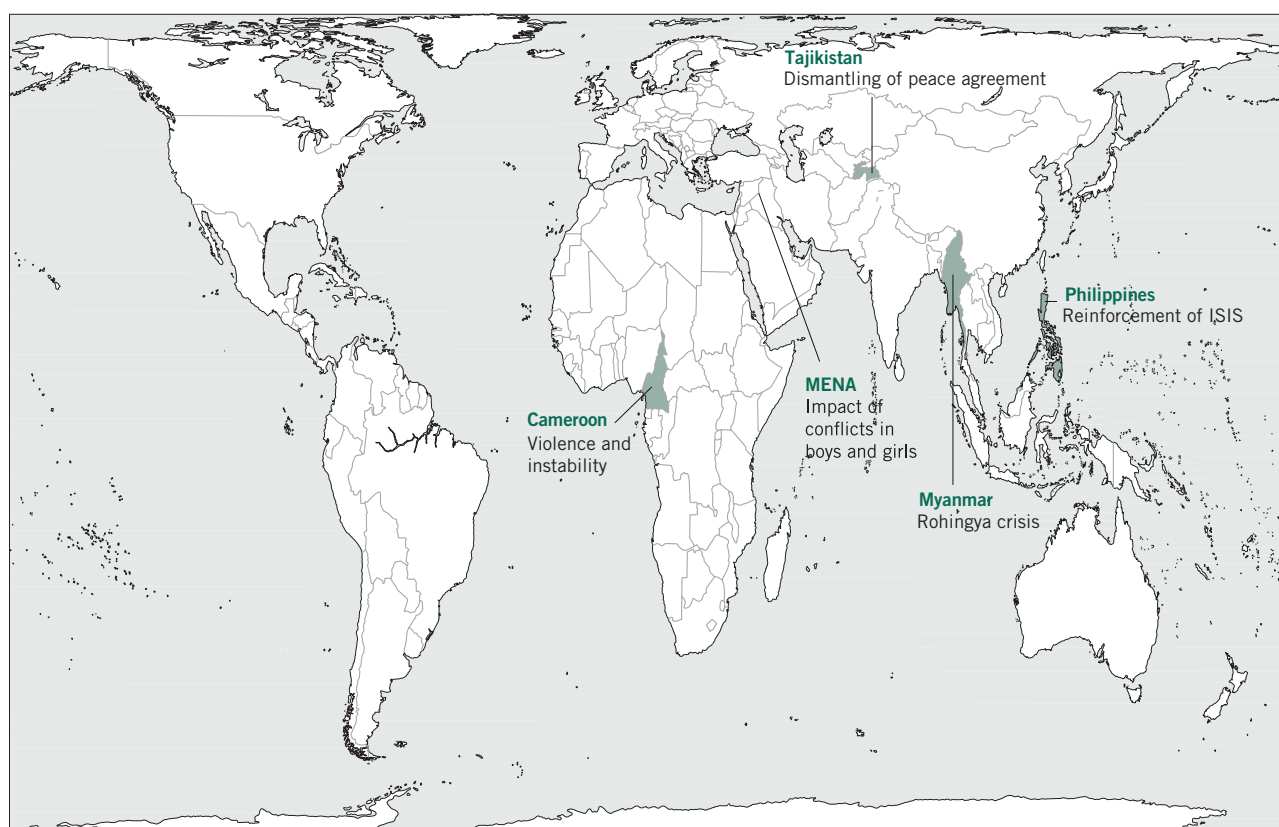 Tajikistan
Dismantling of peace agreement
Philippines
Reinforcement of ISIS
MENA
Impact of
conflicts in
boys and girls
Cameroon
Violence and
instability
Myanmar
Rohingya crisis